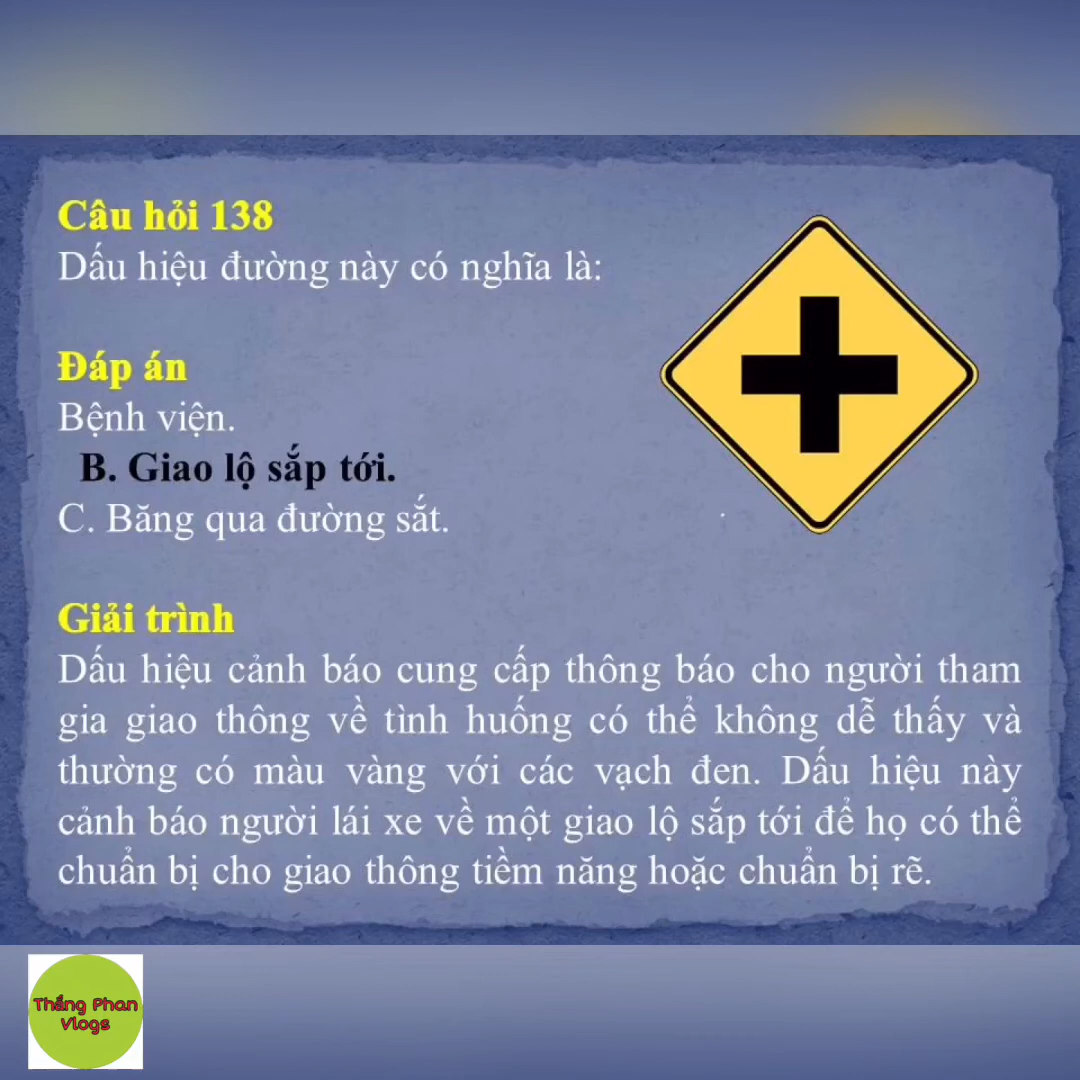 Câu hỏi 138
Dấu hiệu đường này có nghĩa là:
Đáp án
Bệnh viện.
B. Giao lộ sắp tới.
C. Băng qua đường sắt.
Giải trình
Dấu hiệu cảnh báo cung cấp thông báo cho người tham
gia giao thông về tình huống có thể không dễ thấy và
thường có màu vàng với các vạch đen. Dấu hiệu này
cảnh báo người lái xe về một giao lộ sắp tới để họ có thể
chuẩn bị cho giao thông tiềm năng hoặc chuẩn bị rẽ.
Thắng Phan
Vlogs